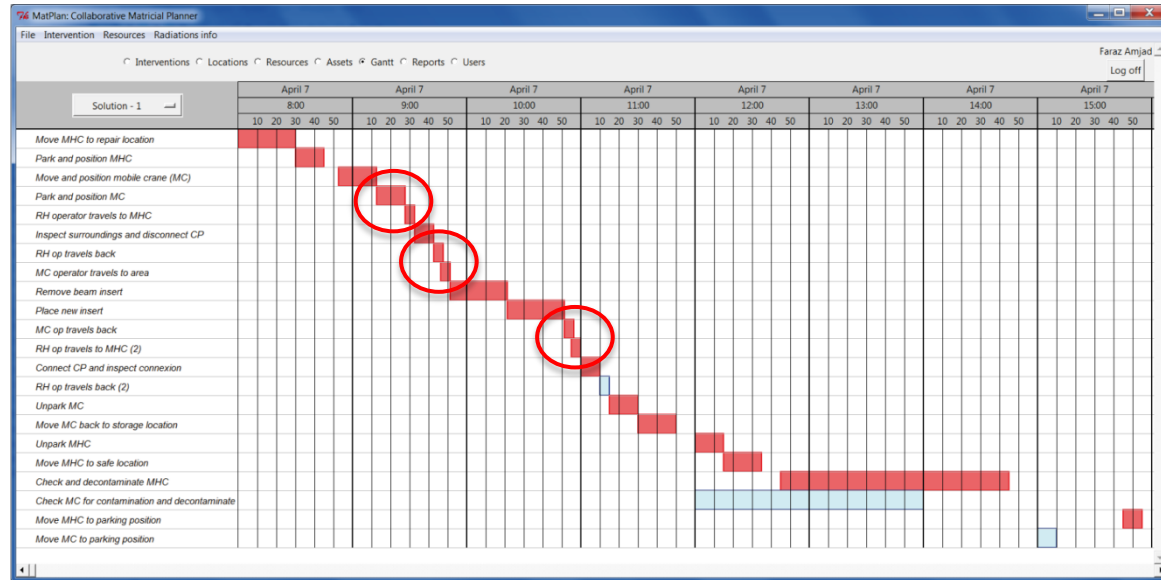 MatPlan: Collaborative Matricial Planner
File Intervention Resources Radiations info
Faraz Amjad
Interventions Locations Resources Assets Gantt Reports Users
Log off
Solution - 1
April 7 April 7 April 7 April 7 April 7 April 7 April 7 April 7
8:00 9:00 10:00 11:00 12:00 13:00 14:00 15:00
10 20 30 40 50 10 20 30 40 50 10 20 30 40 50 10 20 30 40 50 10 20 30 40 50 10 20 30 40 50 10 20 30 40 50 10 20 30 40 50
Move MHC to repair location
Park and position MHC
Move and position mobile crane (MC)
Park and position MC
RH operator travels to MHC
Inspect surroundings and disconnect CP
RH op travels back
MC operator travels to area
Remove beam insert
Place new insert
MC op travels back
RH op travels to MHC (2)
Connect CP and inspect connexion
RH op travels back (2)
Unpark MC
Move MC back to storage location
Unpark MHC
Move MHC to safe location
Check and decontaminate MHC
Check MC for contamination and decontaminate
Move MHC to parking position
Move MC to parking position